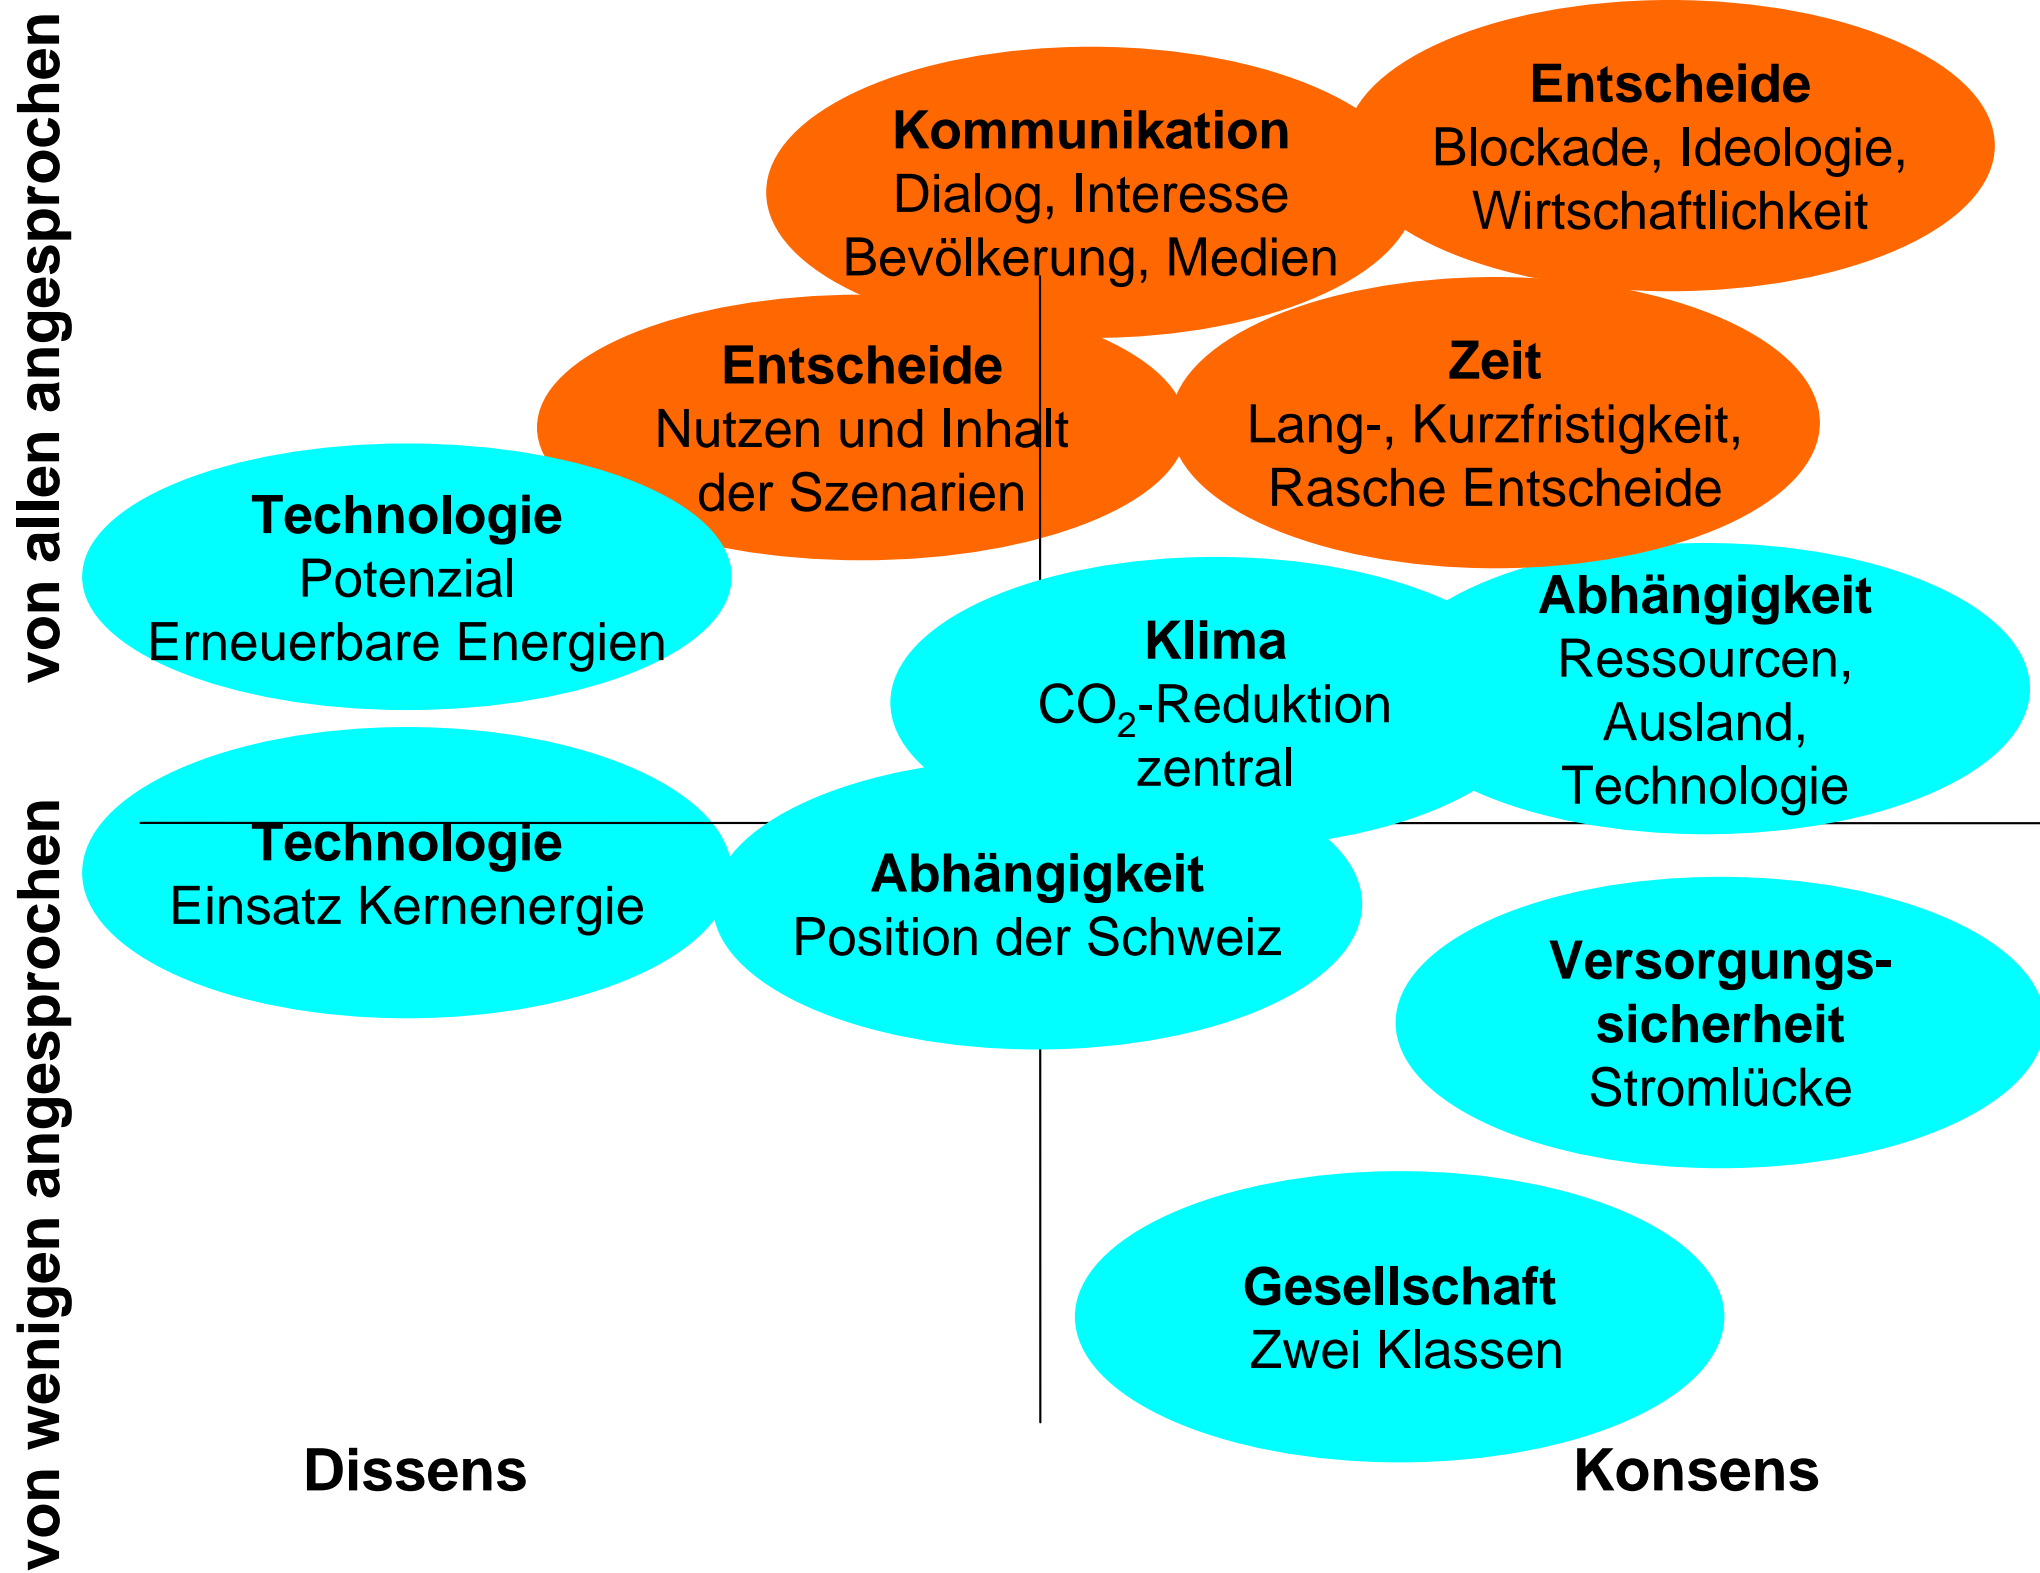 von allen angesprochen
von wenigen angesprochen
Entscheide
Blockade, Ideologie,
Wirtschaftlichkeit
Kommunikation
Dialog, Interesse
Bevölkerung, Medien
Entscheide
Nutzen und Inhalt
der Szenarien
Zeit
Lang-, Kurzfristigkeit,
Rasche Entscheide
Technologie
Potenzial
Erneuerbare Energien
Klima
CO₂-Reduktion
zentral
Abhängigkeit
Ressourcen,
Ausland,
Technologie
Technologie
Einsatz Kernenergie
Abhängigkeit
Position der Schweiz
Versorgungs-
sicherheit
Stromlücke
Gesellschaft
Zwei Klassen
Dissens
Konsens